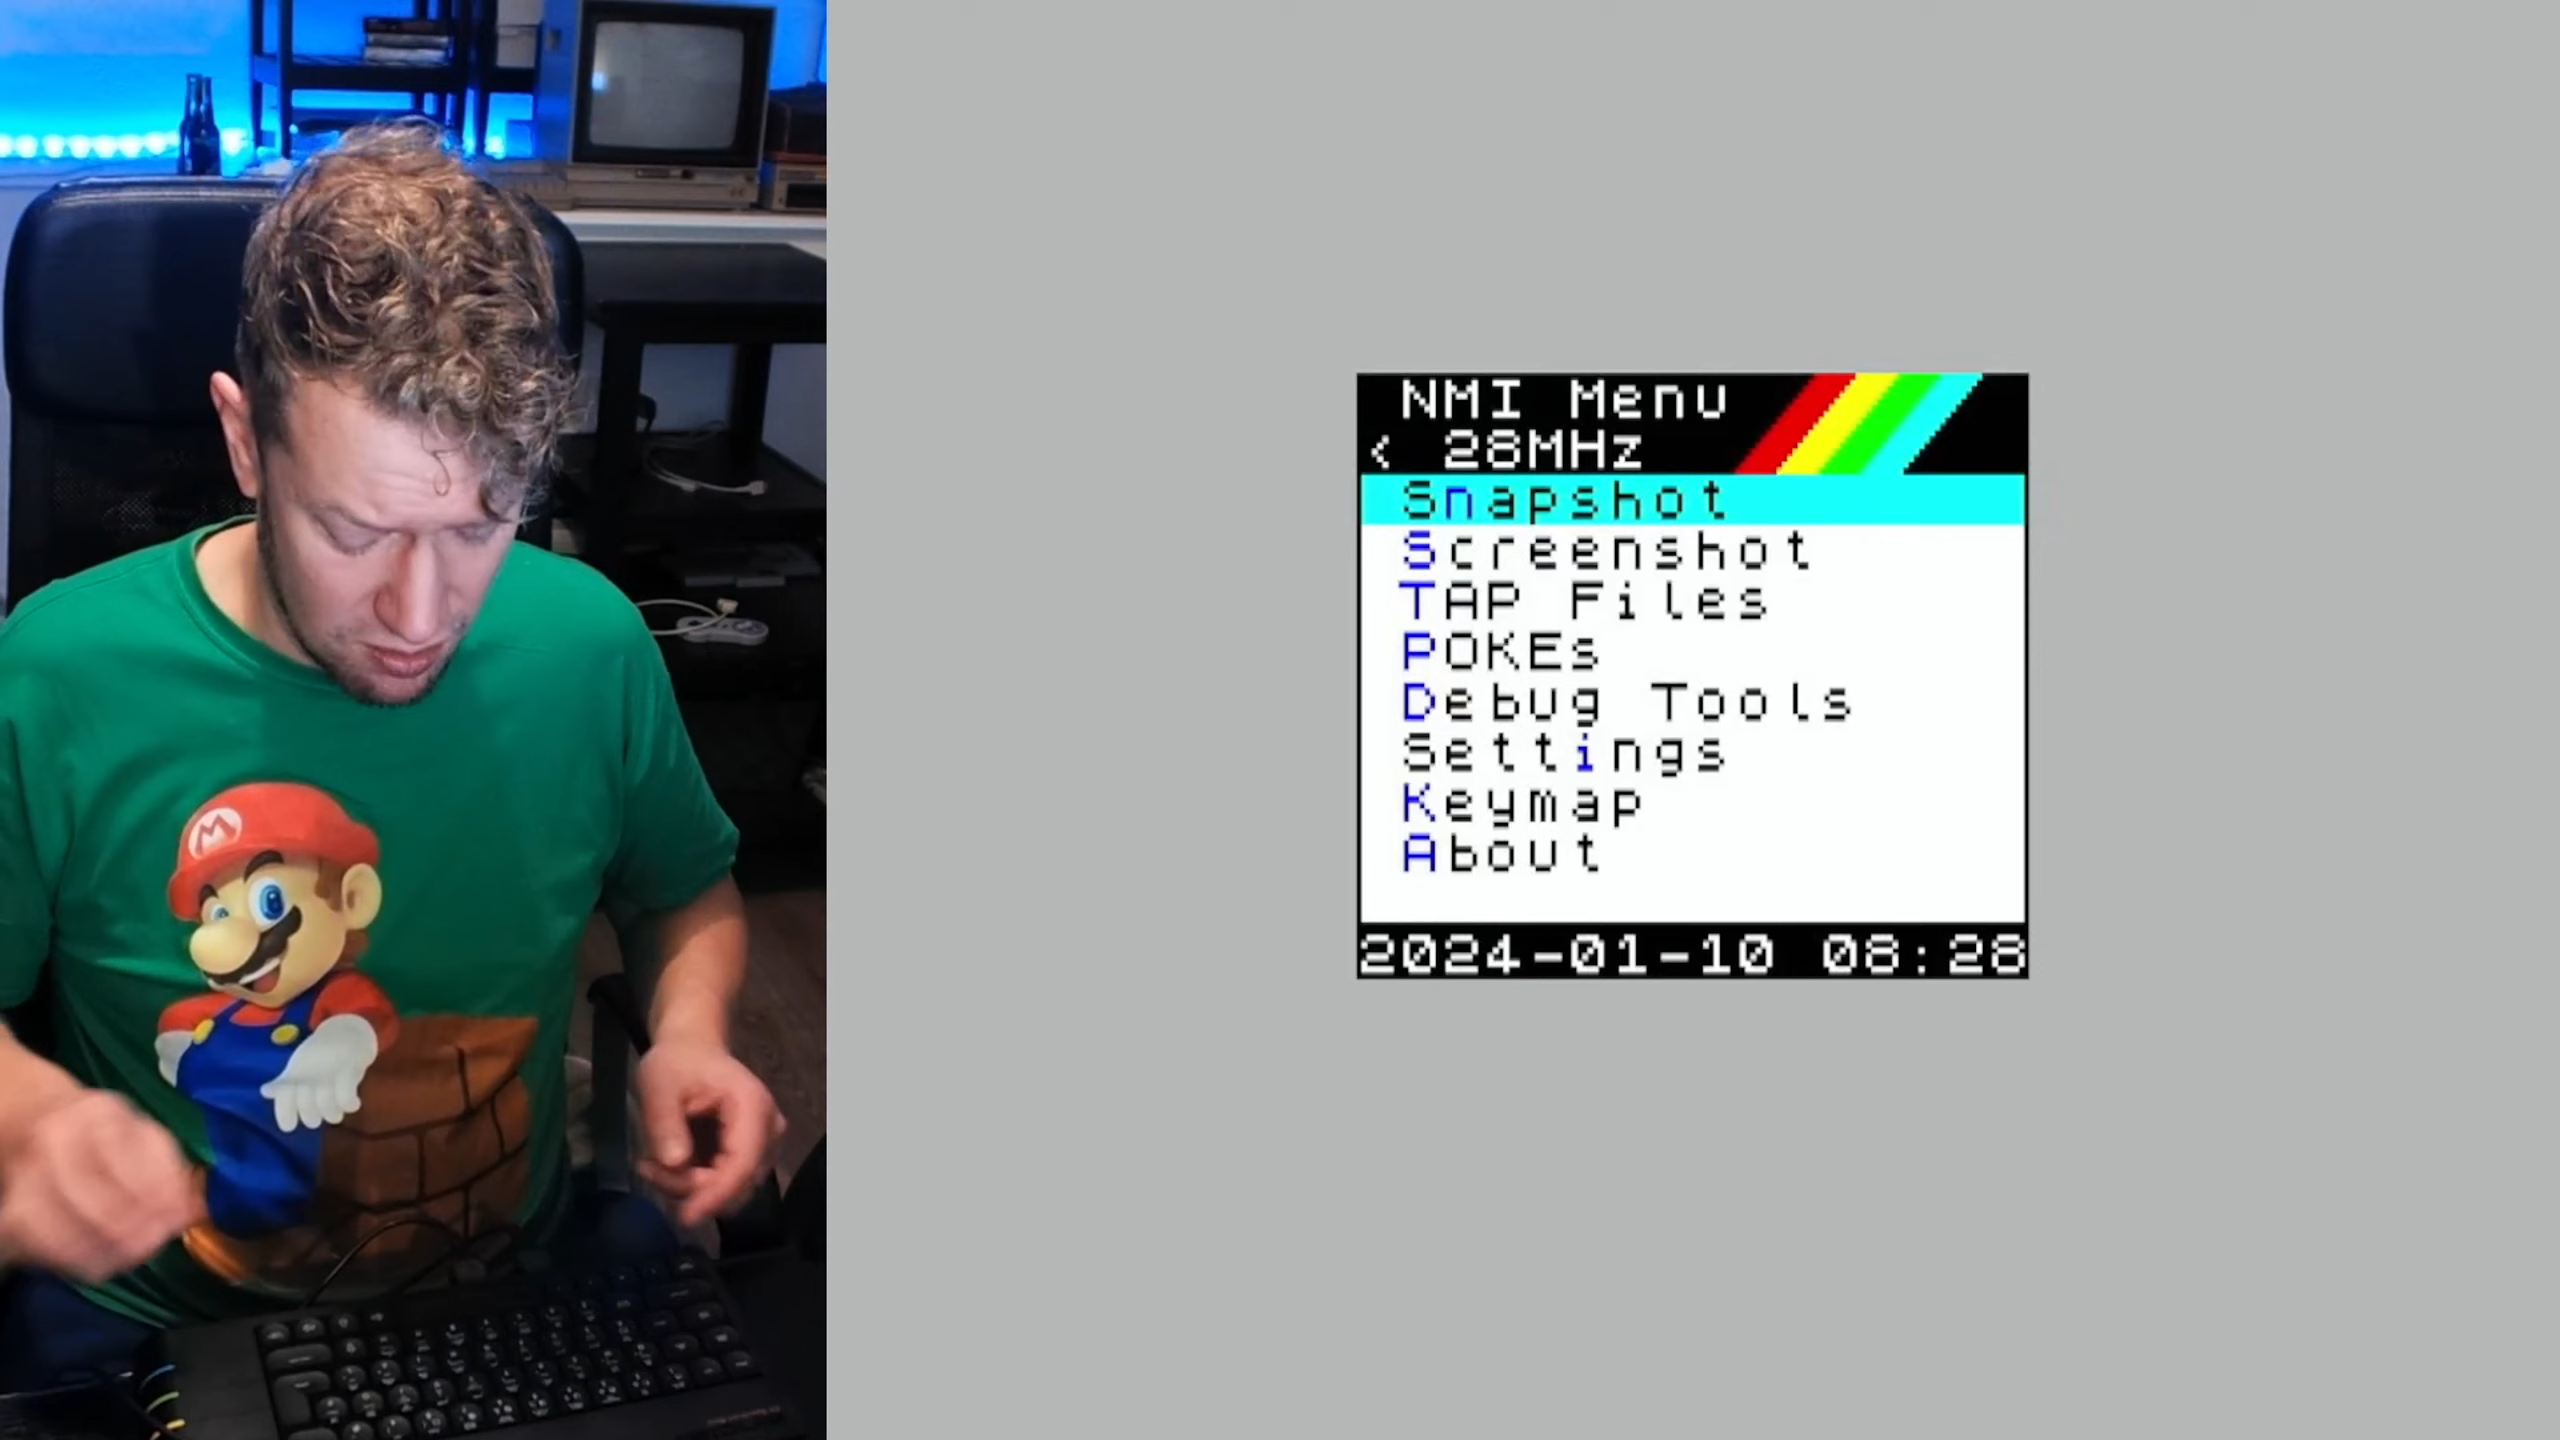 NMI Menu
< 28MHz
Snapshot
Screenshot
TAP Files
POKEs
Debug Tools
Settings
Keymap
About
2024-01-10 08:28
M